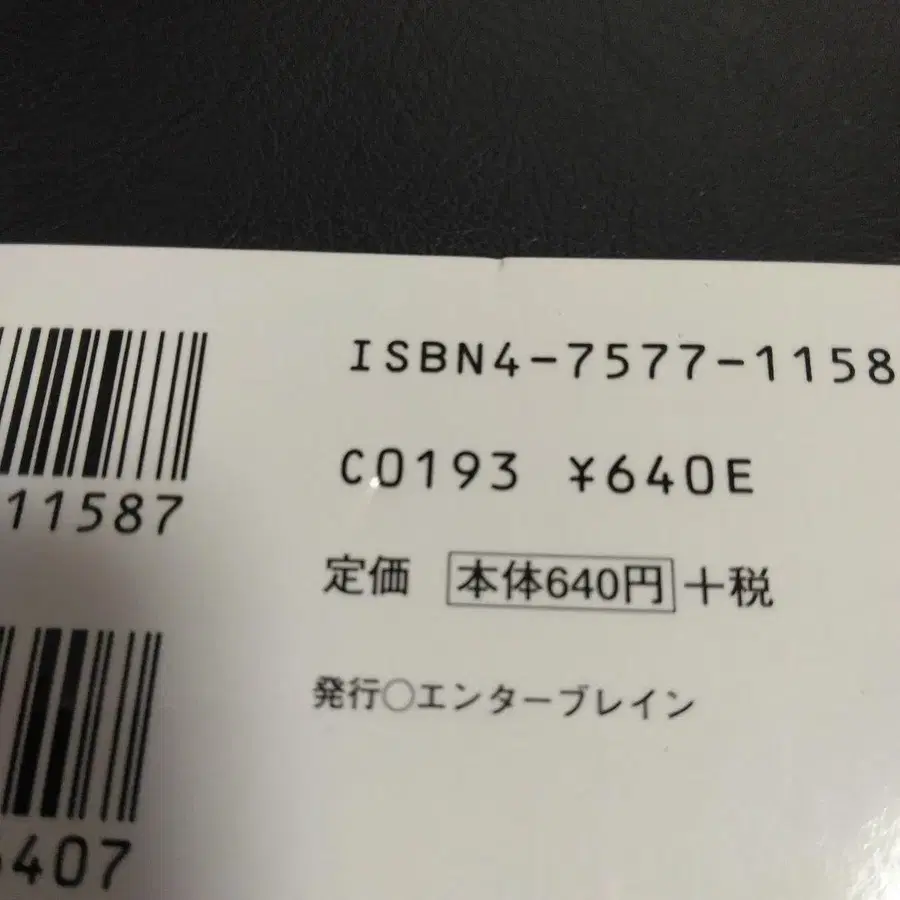 ISBN4-7577-1158
C0193 ¥640E
11587
定価 本体640円+税
発行○エンターブレイン
407